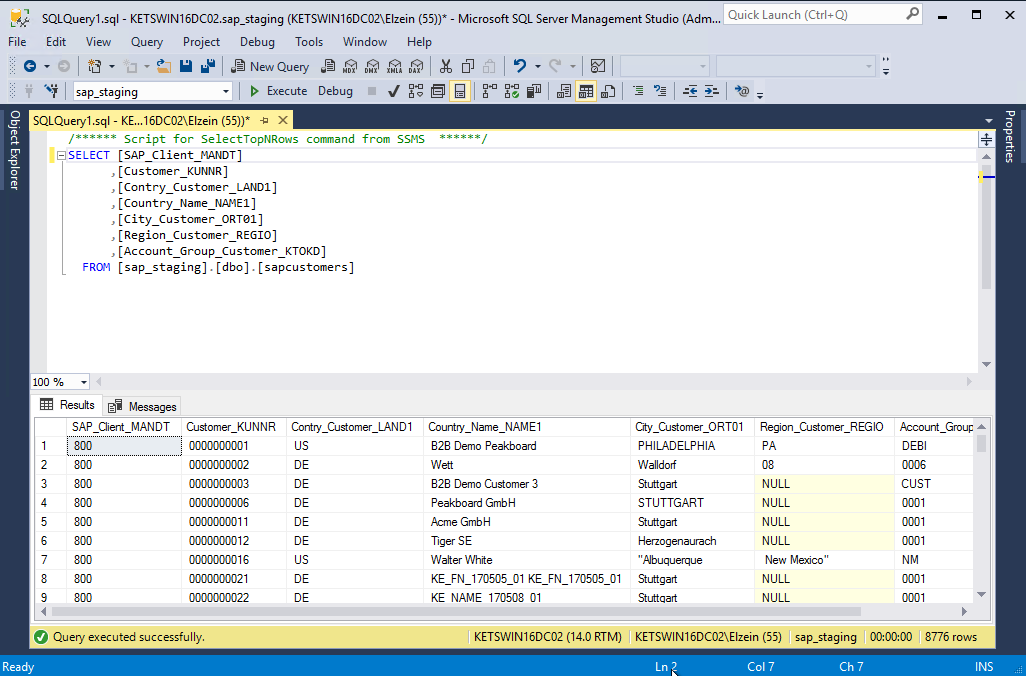 SQLQuery1.sql - KETSWIN16DC02.sap_staging (KETSWIN16DC02\Elzein (55))* - Microsoft SQL Server Management Studio (Adm... Quick Launch (Ctrl+Q)
File Edit View Query Project Debug Tools Window Help
New Query MDX DMX XMLA DAX
sap_staging Execute Debug
Object Explorer
SQLQuery1.sql - KE...16DC02\Elzein (55))*
Properties
/****** Script for SelectTopNRows command from SSMS ******/
SELECT [SAP_Client_MANDT]
,[Customer_KUNNR]
,[Contry_Customer_LAND1]
,[Country_Name_NAME1]
,[City_Customer_ORT01]
,[Region_Customer_REGIO]
,[Account_Group_Customer_KTOKD]
FROM [sap_staging].[dbo].[sapcustomers]
100 %
Results Messages
SAP_Client_MANDT Customer_KUNNR Contry_Customer_LAND1 Country_Name_NAME1 City_Customer_ORT01 Region_Customer_REGIO Account_Group
1 800 0000000001 US B2B Demo Peakboard PHILADELPHIA PA DEBI
2 800 0000000002 DE Wett Walldorf 08 0006
3 800 0000000003 DE B2B Demo Customer 3 Stuttgart NULL CUST
4 800 0000000006 DE Peakboard GmbH STUTTGART NULL 0001
5 800 0000000011 DE Acme GmbH Stuttgart NULL 0001
6 800 0000000012 DE Tiger SE Herzogenaurach NULL 0001
7 800 0000000016 US Walter White "Albuquerque New Mexico" NM
8 800 0000000021 DE KE_FN_170505_01 KE_FN_170505_01 Stuttgart NULL 0001
9 800 0000000022 DE KE_NAME_170508_01 Stuttgart NULL 0001
Query executed successfully. KETSWIN16DC02 (14.0 RTM) KETSWIN16DC02\Elzein (55) sap_staging 00:00:00 8776 rows
Ready Ln 2 Col 7 Ch 7 INS